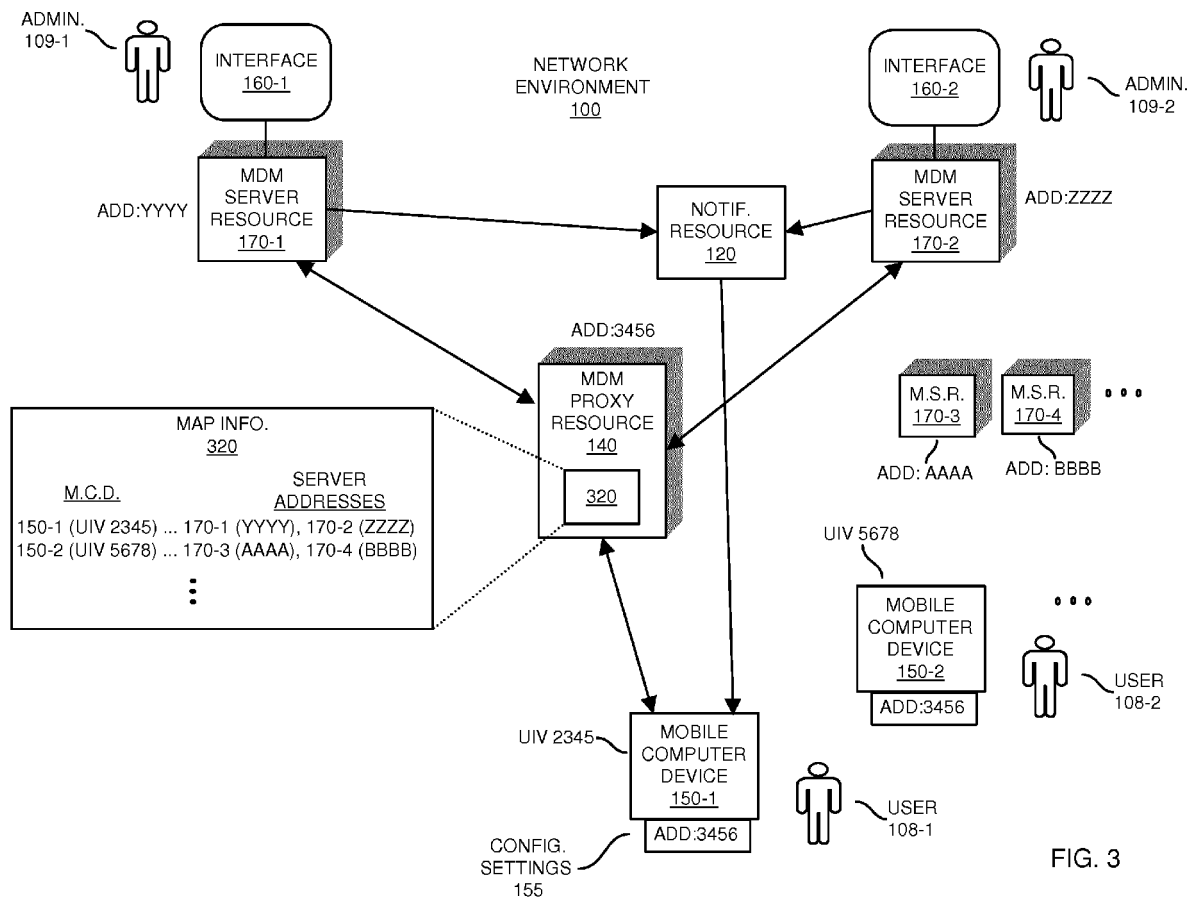 ADMIN.
109-1
INTERFACE
160-1
NETWORK
ENVIRONMENT
100
INTERFACE
160-2
ADMIN.
109-2
MDM
SERVER
RESOURCE
170-1
ADD:YYYY
NOTIF.
RESOURCE
120
MDM
SERVER
RESOURCE
170-2
ADD:ZZZZ
ADD:3456
MDM
PROXY
RESOURCE
140
320
M.S.R.
170-3
M.S.R.
170-4
ADD: AAAA
ADD: BBBB
MAP INFO.
320
M.C.D.
SERVER
ADDRESSES
150-1 (UIV 2345) ... 170-1 (YYYY), 170-2 (ZZZZ)
150-2 (UIV 5678) ... 170-3 (AAAA), 170-4 (BBBB)
UIV 5678
MOBILE
COMPUTER
DEVICE
150-2
ADD:3456
USER
108-2
UIV 2345
MOBILE
COMPUTER
DEVICE
150-1
ADD:3456
USER
108-1
CONFIG.
SETTINGS
155
FIG. 3